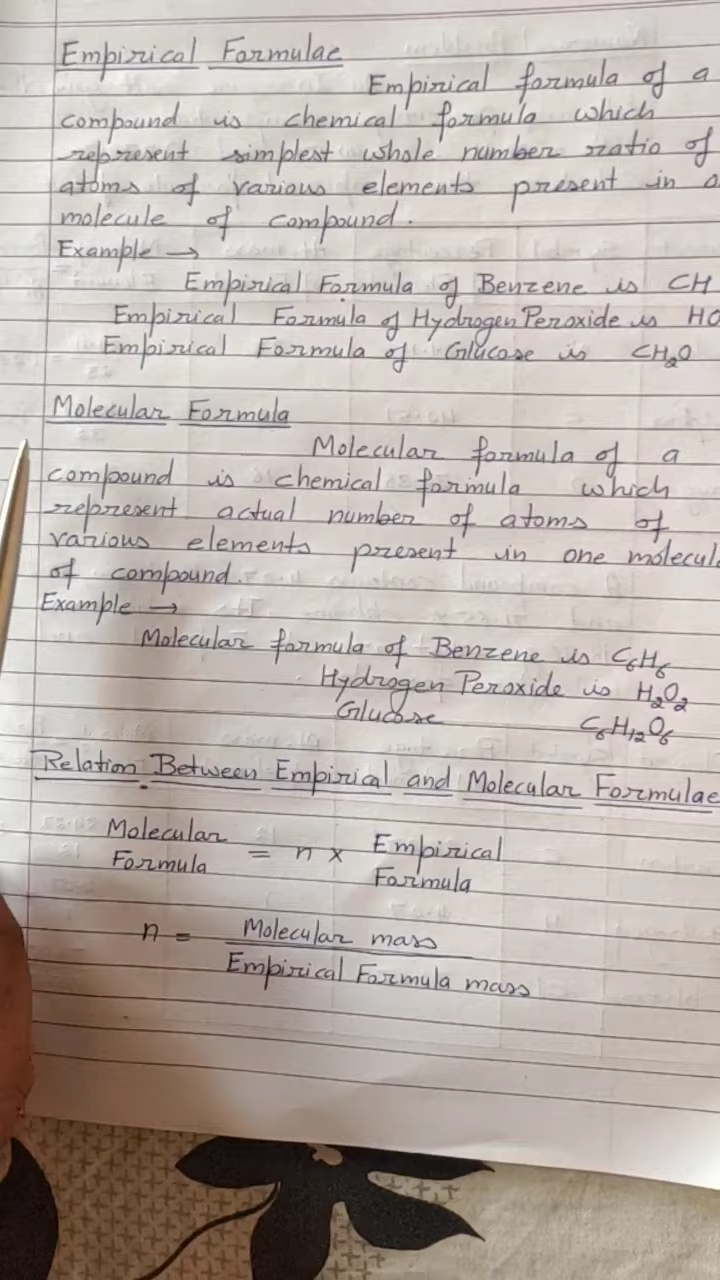 Empirical Formulae
Empirical formula of a
compound is chemical formula which
represent simplest whole number ratio of
atoms of various elements present in a
molecule of compound.
Example →
Empirical Formula of Benzene is CH
Empirical Formula of Hydrogen Peroxide is HO
Empirical Formula of Glucose is CH₂O
Molecular Formula
Molecular formula of a
compound is chemical formula which
represent actual number of atoms of
various elements present in one molecul
of compound.
Example →
Molecular formula of Benzene is C₆H₆
Hydrogen Peroxide is H₂O₂
Glucose C₆H₁₂O₆
Relation Between Empirical and Molecular Formulae
Molecular Formula = n × Empirical Formula
n = Molecular mass
Empirical Formula mass